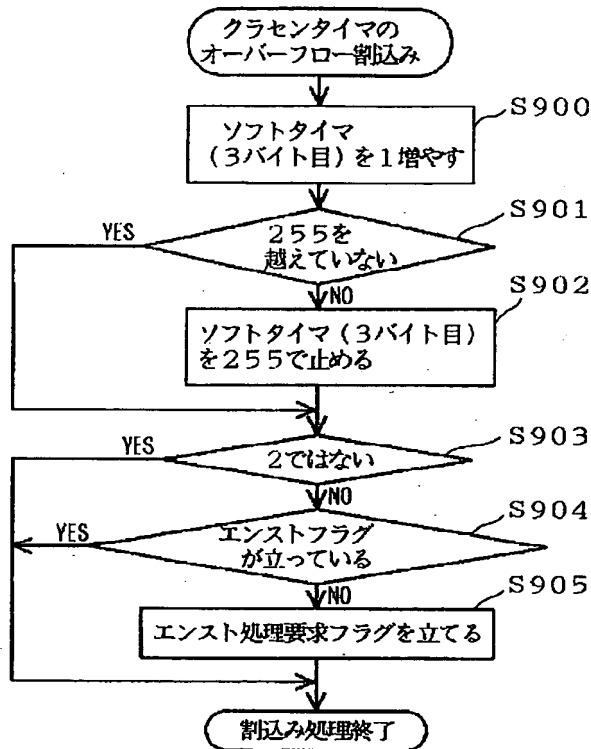 クラセンタイマの
オーバーフロー割込み
S900
ソフトタイマ
(3バイト目)を1増やす
S901
YES
255を
越えていない
NO
S902
ソフトタイマ(3バイト目)
を255で止める
S903
YES
2ではない
NO
S904
YES
エンストフラグ
が立っている
NO
S905
エンスト処理要求フラグを立てる
割込み処理終了